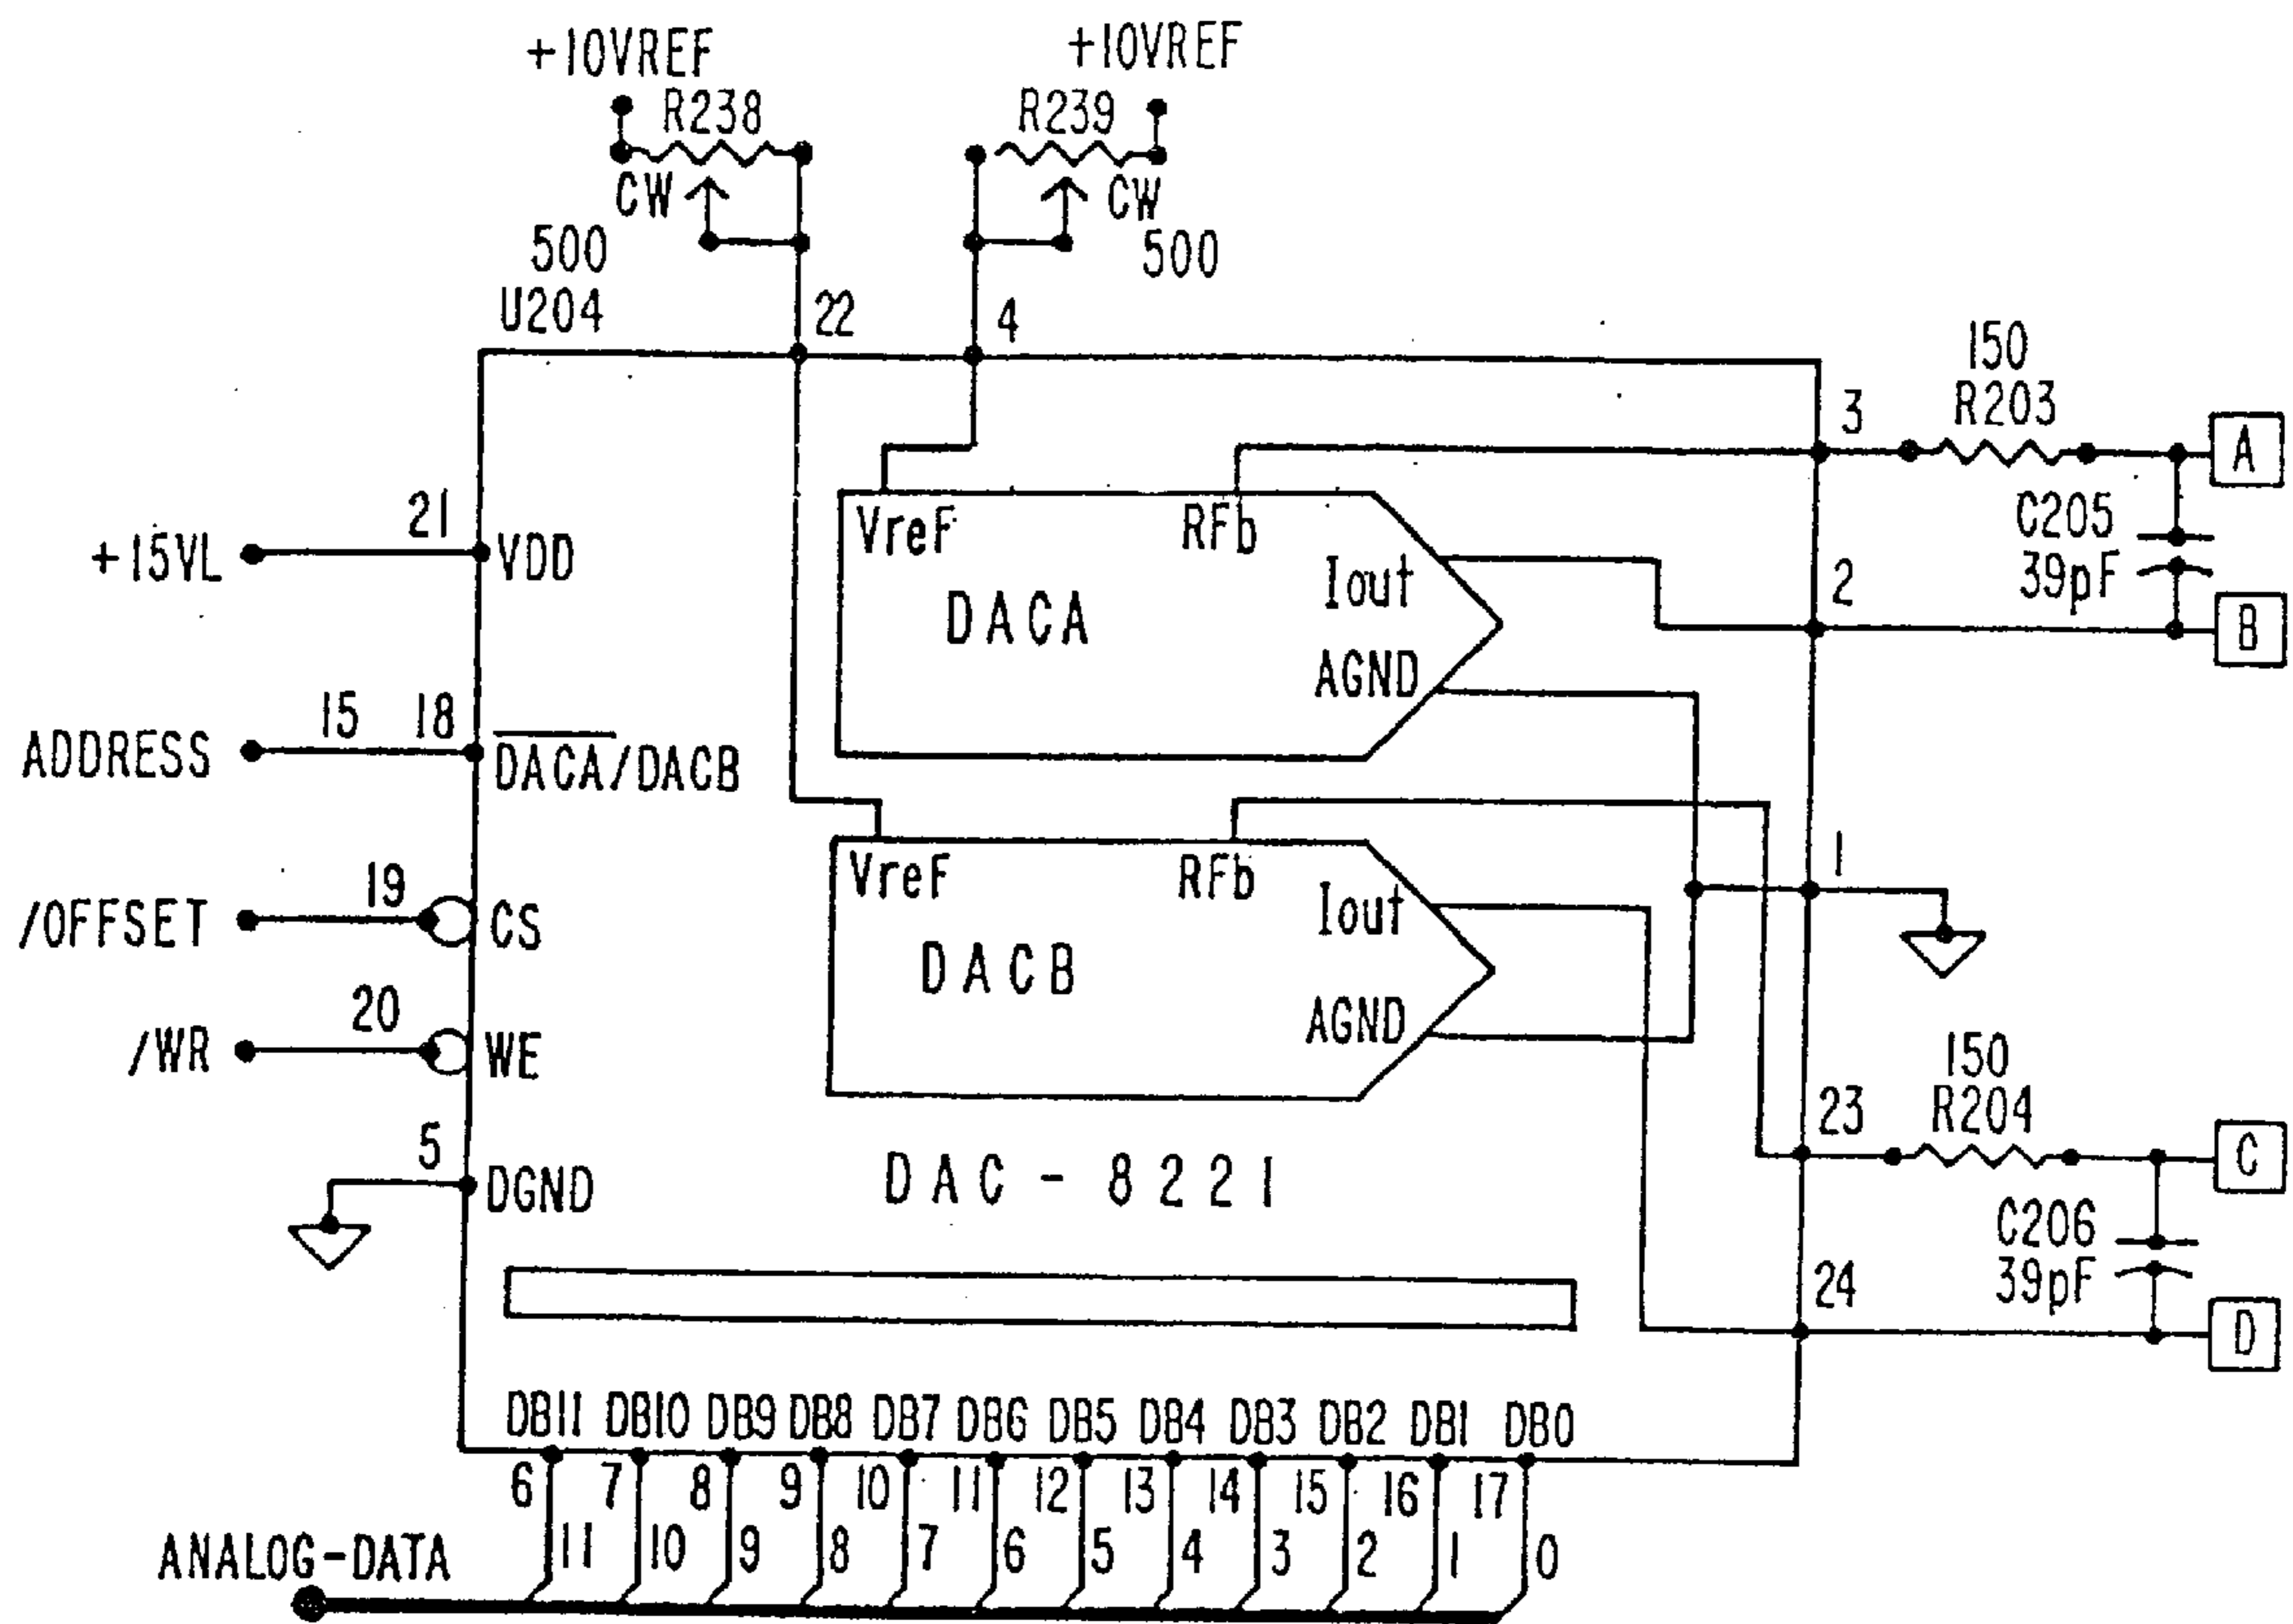 +10VREF
+10VREF
R238
R239
CW
CW
500
500
U204
22
4
150
R203
3
A
21
+15VL
VDD
Vref
RFb
Iout
DACA
AGND
C205
39pF
2
B
15
18
ADDRESS
DACA/DACB
19
/OFFSET
CS
Vref
RFb
Iout
DACB
AGND
1
20
/WR
WE
150
R204
23
C
5
DGND
DAC-8221
C206
39pF
24
D
DB11 DB10 DB9 DB8 DB7 DB6 DB5 DB4 DB3 DB2 DB1 DB0
6 7 8 9 10 11 12 13 14 15 16 17
11 10 9 8 7 6 5 4 3 2 1 0
ANALOG-DATA